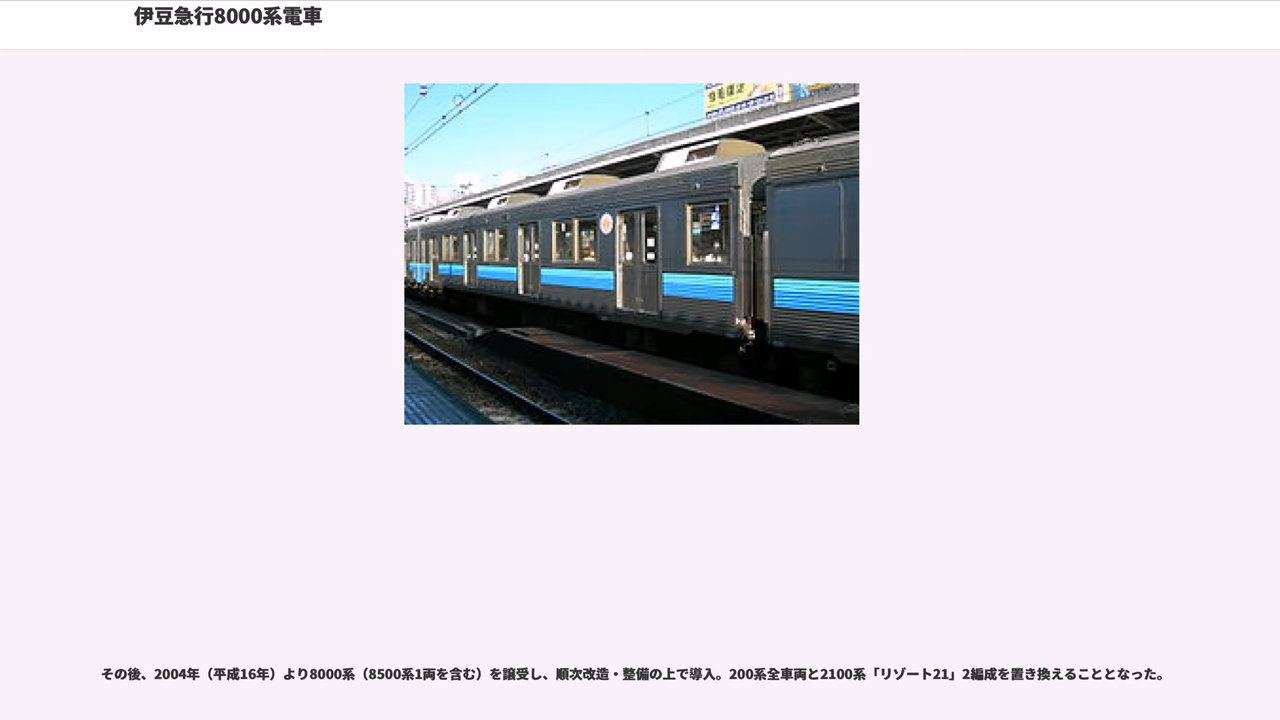 伊豆急行8000系電車
その後、2004年（平成16年）より8000系（8500系1両を含む）を譲受し、順次改造・整備の上で導入。200系全車両と2100系「リゾート21」2編成を置き換えることとなった。